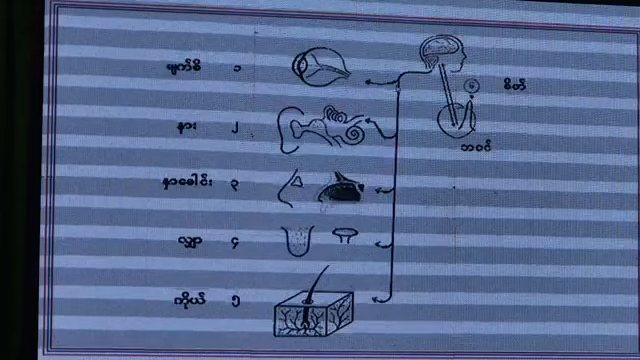 မျက်စိ ၁
စိတ်
နား ၂
ဘဝင်
နှာခေါင်း ၃
လျှာ ၄
ကိုယ် ၅